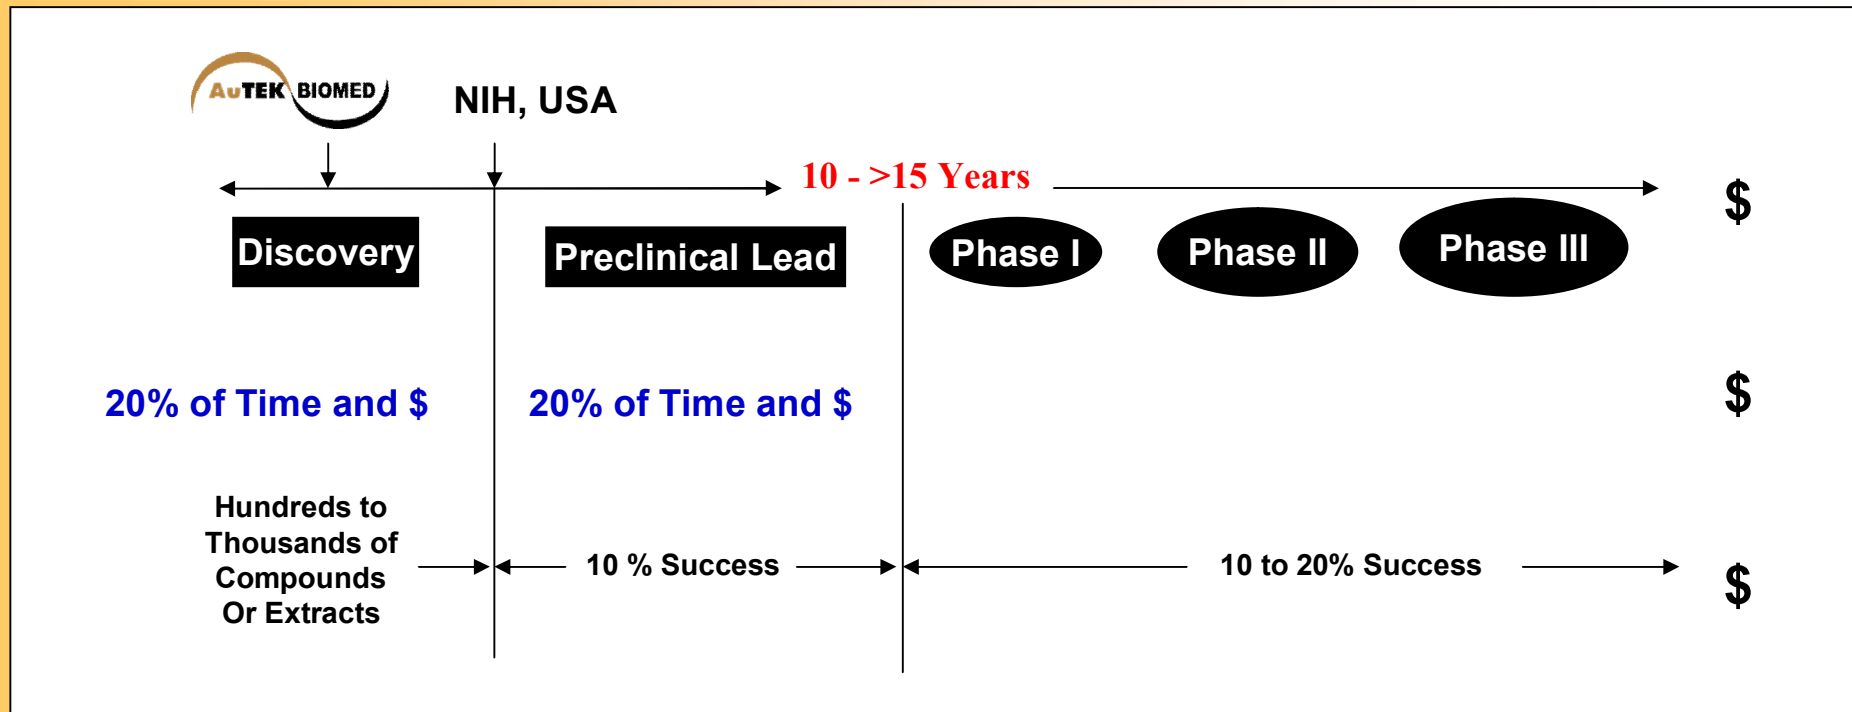 AuTEK BIOMED
NIH, USA
10 - >15 Years
$
Discovery
Preclinical Lead
Phase I
Phase II
Phase III
20% of Time and $
20% of Time and $
$
Hundreds to
Thousands of
Compounds
Or Extracts
10 % Success
10 to 20% Success
$